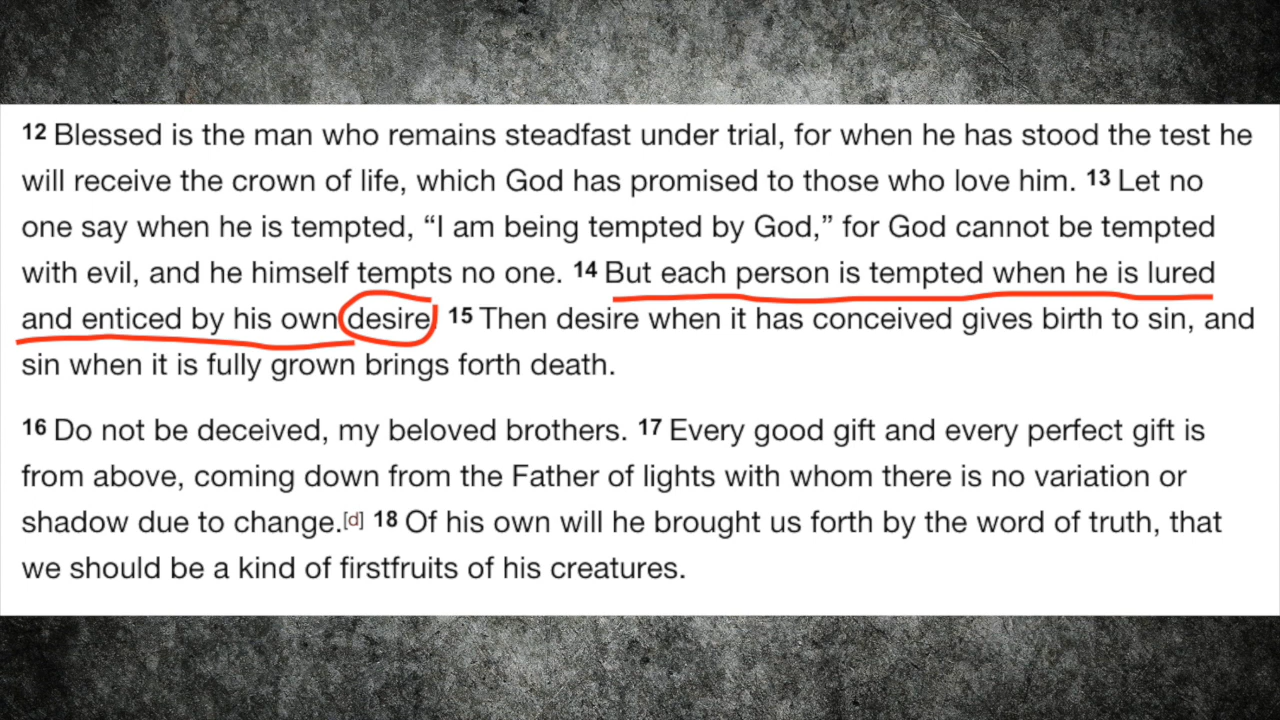 12 Blessed is the man who remains steadfast under trial, for when he has stood the test he
will receive the crown of life, which God has promised to those who love him. 13 Let no
one say when he is tempted, “I am being tempted by God,” for God cannot be tempted
with evil, and he himself tempts no one. 14 But each person is tempted when he is lured
and enticed by his own desire. 15 Then desire when it has conceived gives birth to sin, and
sin when it is fully grown brings forth death.
16 Do not be deceived, my beloved brothers. 17 Every good gift and every perfect gift is
from above, coming down from the Father of lights with whom there is no variation or
shadow due to change.[d] 18 Of his own will he brought us forth by the word of truth, that
we should be a kind of firstfruits of his creatures.